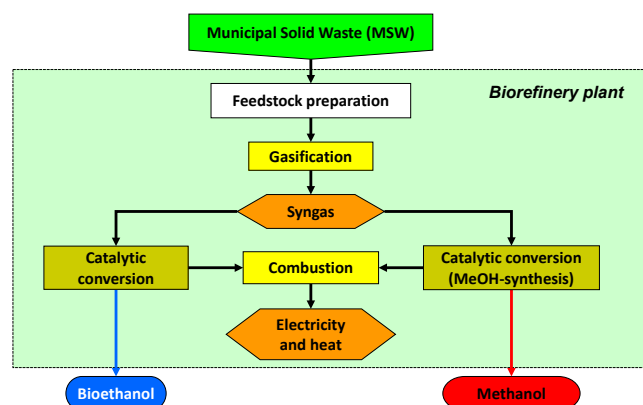 Municipal Solid Waste (MSW)
Biorefinery plant
Feedstock preparation
Gasification
Syngas
Catalytic
conversion
Combustion
Catalytic conversion
(MeOH-synthesis)
Electricity
and heat
Bioethanol
Methanol